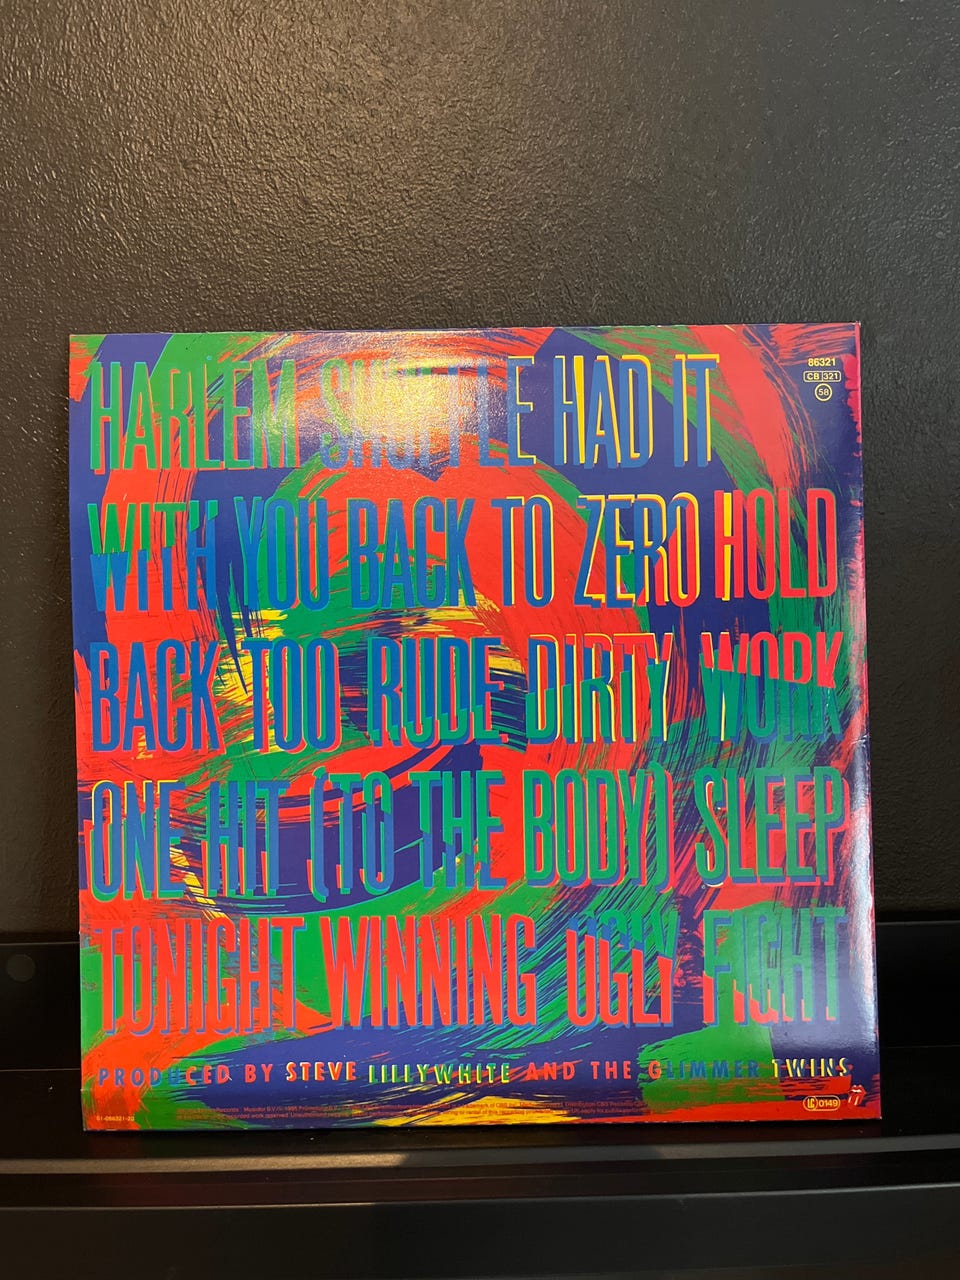 HARLEM SHUFFLE HAD IT
86321
CB 321
58
WITH YOU BACK TO ZERO HOLD
BACK TOO RUDE DIRTY WORK
ONE HIT (TO THE BODY) SLEEP
TONIGHT WINNING UGLY FIGHT
PRODUCED BY STEVE LILLYWHITE AND THE GLIMMER TWINS
LC 0149